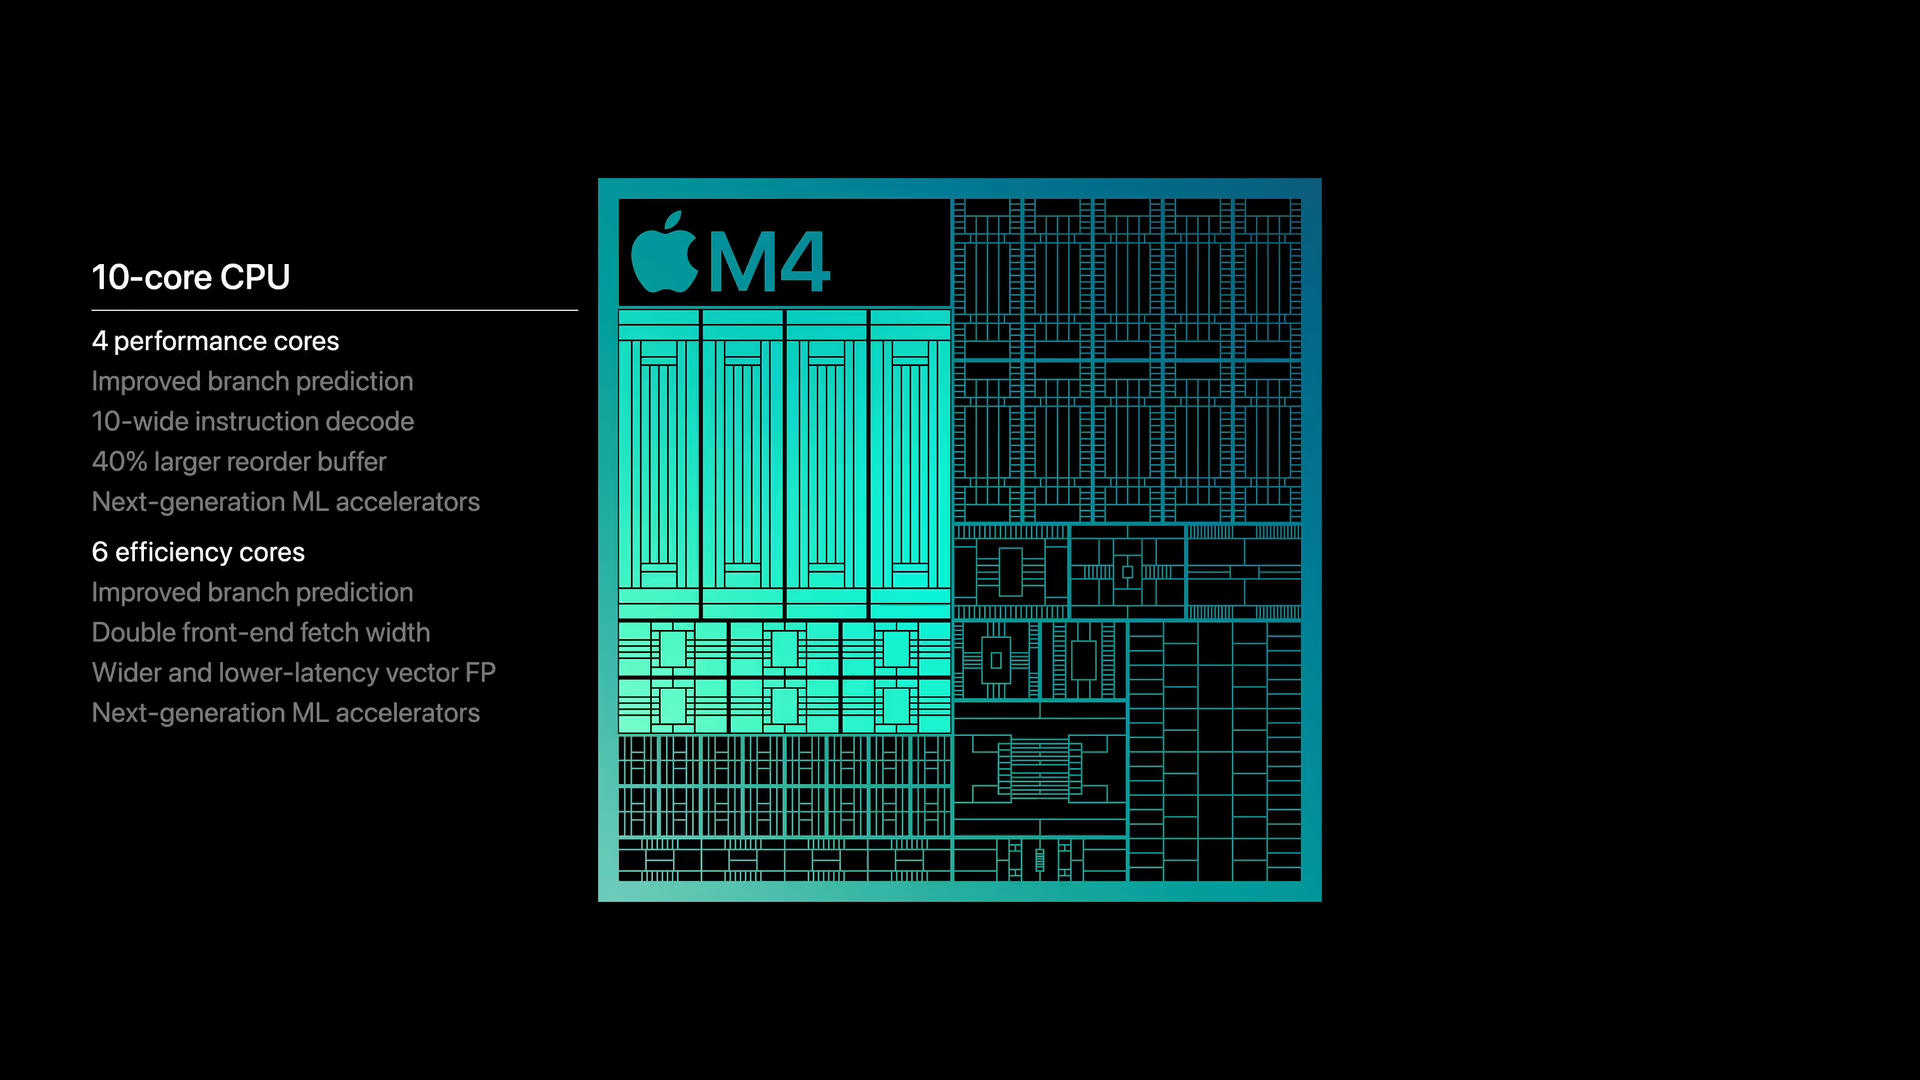 10-core CPU
4 performance cores
Improved branch prediction
10-wide instruction decode
40% larger reorder buffer
Next-generation ML accelerators
6 efficiency cores
Improved branch prediction
Double front-end fetch width
Wider and lower-latency vector FP
Next-generation ML accelerators
M4